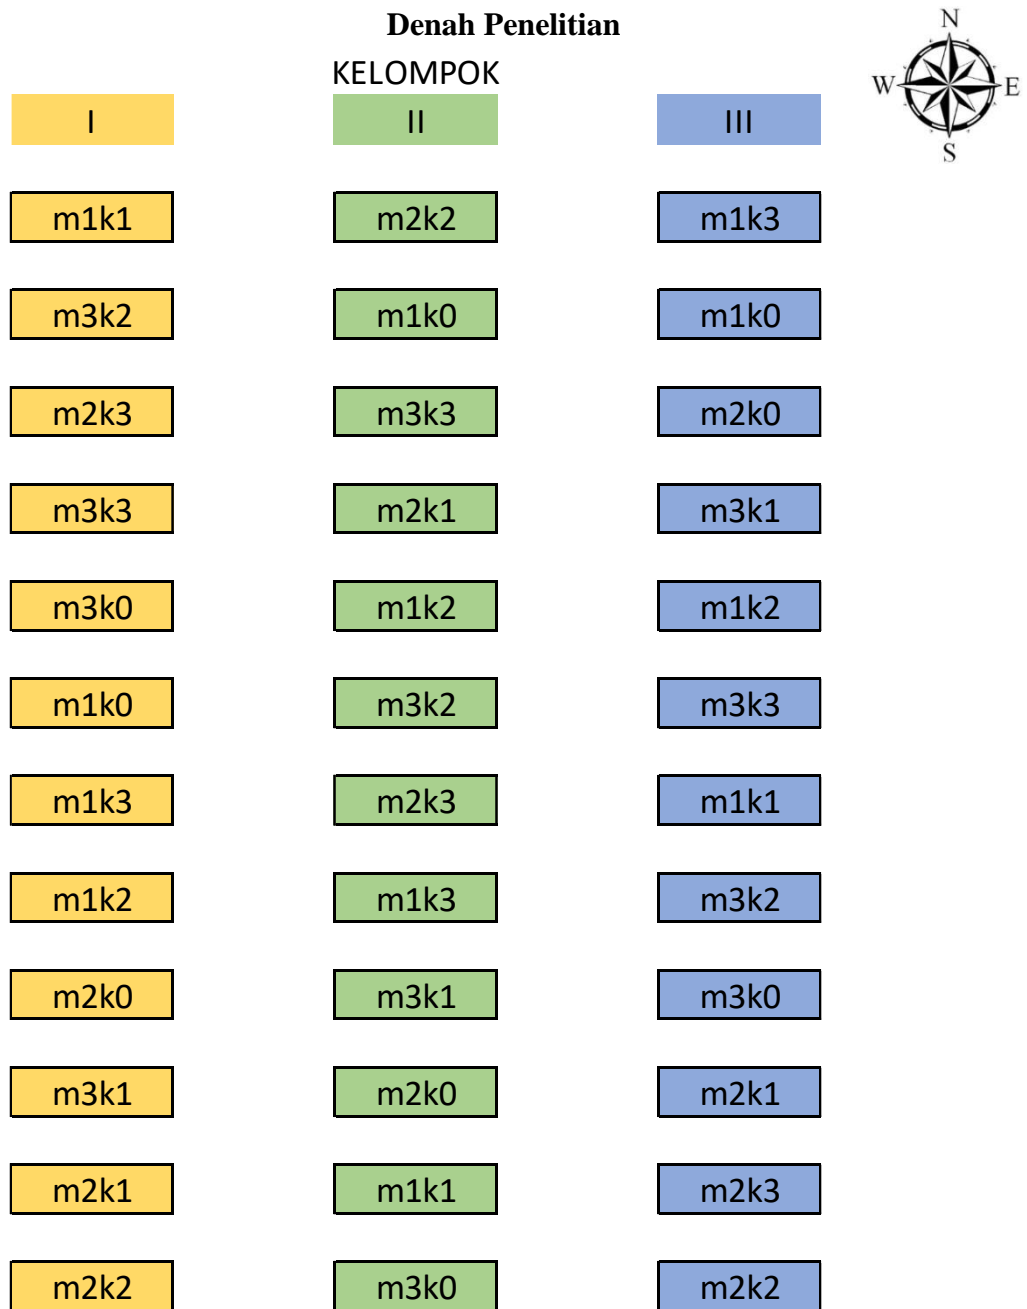 Denah Penelitian
N
W E
S
KELOMPOK
I II III
m1k1 m2k2 m1k3
m3k2 m1k0 m1k0
m2k3 m3k3 m2k0
m3k3 m2k1 m3k1
m3k0 m1k2 m1k2
m1k0 m3k2 m3k3
m1k3 m2k3 m1k1
m1k2 m1k3 m3k2
m2k0 m3k1 m3k0
m3k1 m2k0 m2k1
m2k1 m1k1 m2k3
m2k2 m3k0 m2k2